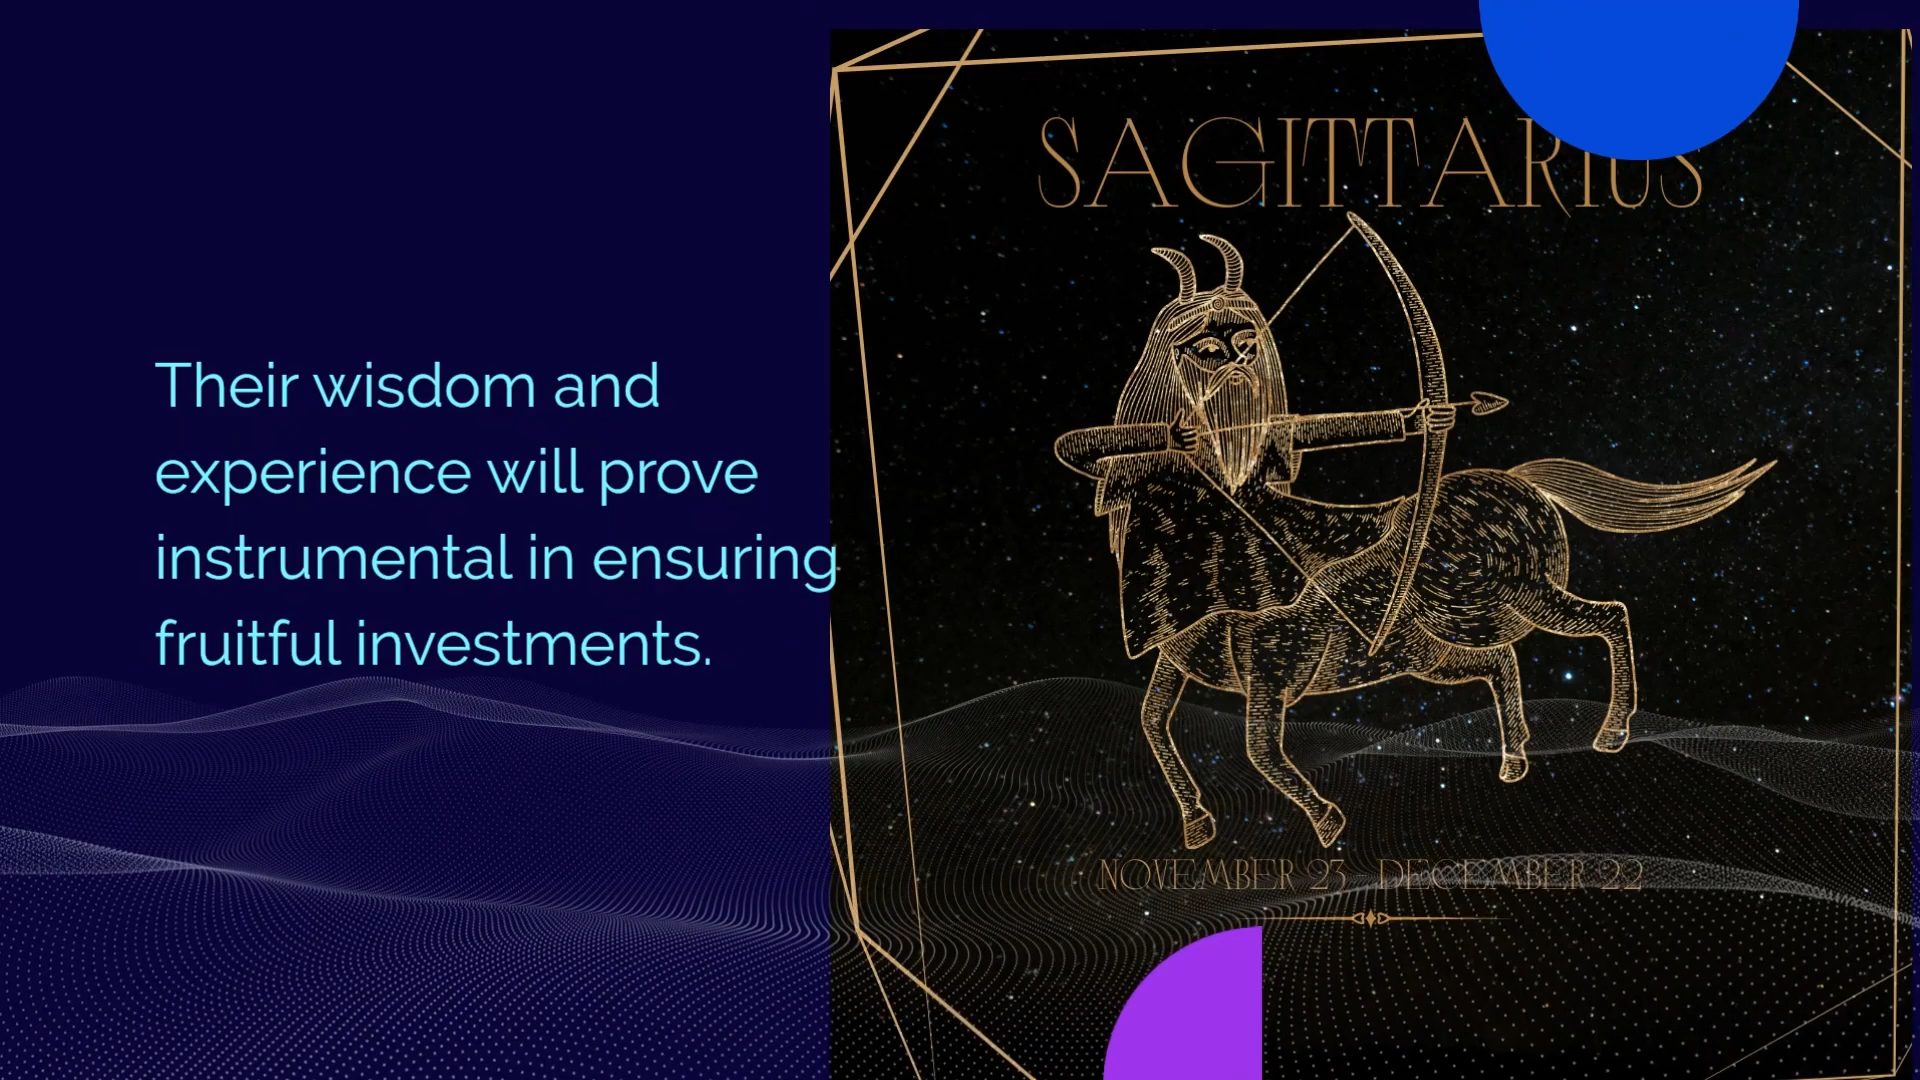 Their wisdom and
experience will prove
instrumental in ensuring
fruitful investments.
SAGITTARIUS
NOVEMBER 23 - DECEMBER 22